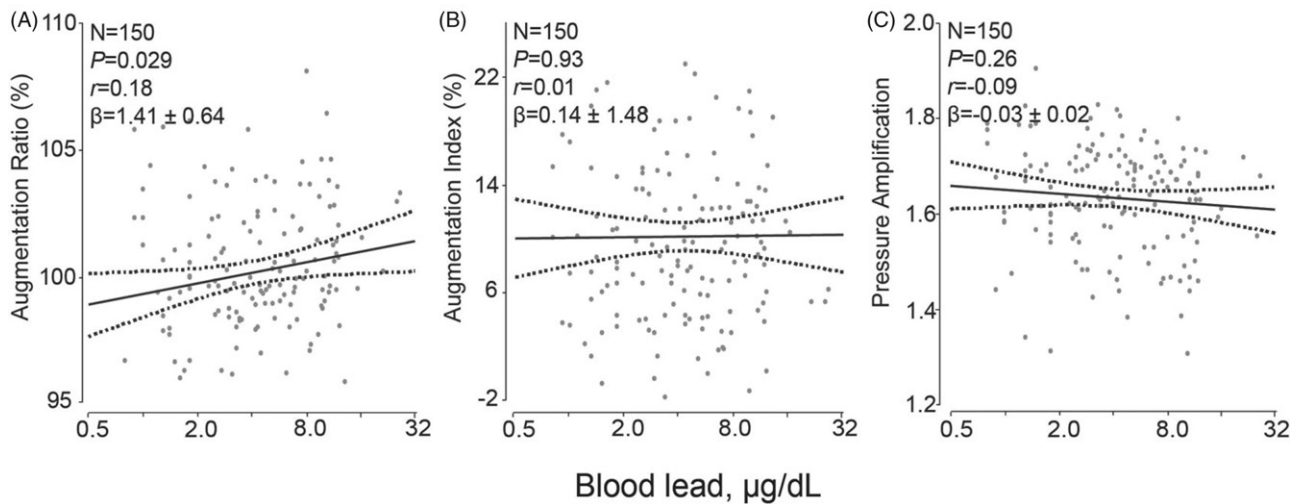 (A)
110
105
100
95
Augmentation Ratio (%)
N=150
P=0.029
r=0.18
β=1.41 ± 0.64
0.5
2.0
8.0
32
(B)
22
14
6
-2
Augmentation Index (%)
N=150
P=0.93
r=0.01
β=0.14 ± 1.48
0.5
2.0
8.0
32
(C)
2.0
1.8
1.6
1.4
1.2
Pressure Amplification
N=150
P=0.26
r=-0.09
β=-0.03 ± 0.02
0.5
2.0
8.0
32
Blood lead, μg/dL